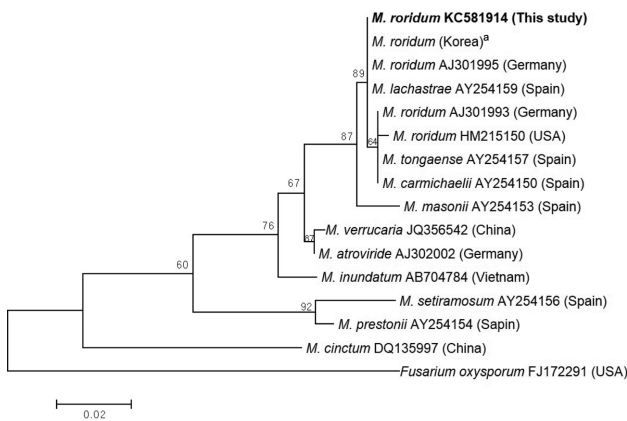 M. roridum KC581914 (This study)
M. roridum (Korea)a
89
M. roridum AJ301995 (Germany)
M. lachastrae AY254159 (Spain)
M. roridum AJ301993 (Germany)
87
M. roridum HM215150 (USA)
64
M. tongaense AY254157 (Spain)
M. carmichaelii AY254150 (Spain)
67
M. masonii AY254153 (Spain)
76
M. verrucaria JQ356542 (China)
87
M. atroviride AJ302002 (Germany)
60
M. inundatum AB704784 (Vietnam)
M. setiramosum AY254156 (Spain)
92
M. prestonii AY254154 (Sapin)
M. cinctum DQ135997 (China)
Fusarium oxysporum FJ172291 (USA)
0.02